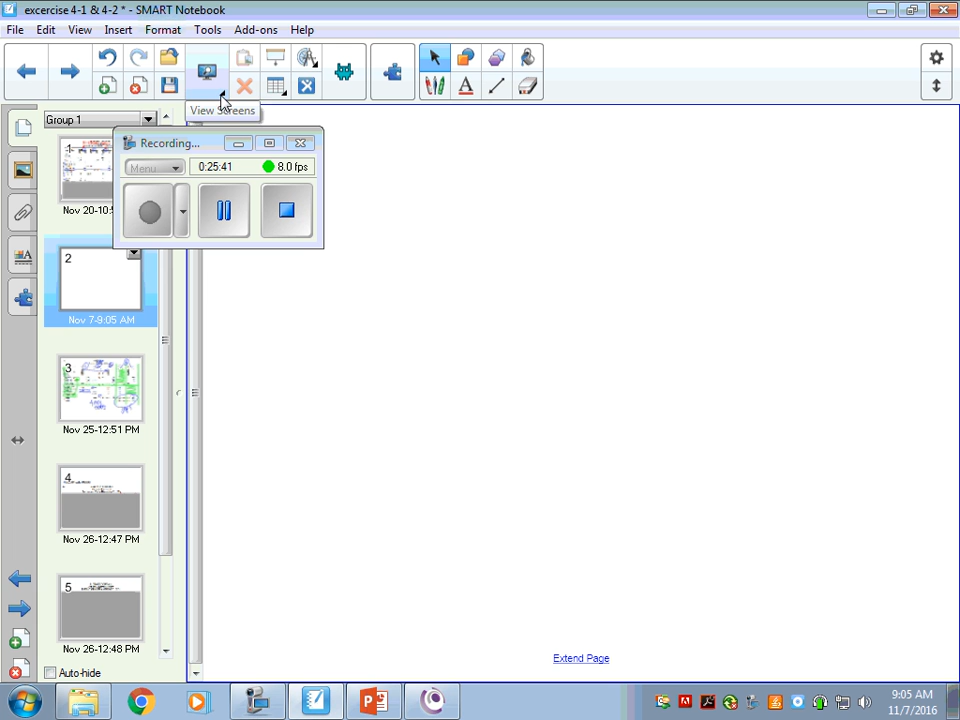 excercise 4-1 & 4-2 * - SMART Notebook
File Edit View Insert Format Tools Add-ons Help
View Screens
Group 1
Recording...
Menu 0:25:41 8.0 fps
1
Nov 20-10:
2
Nov 7-9:05 AM
3
Nov 25-12:51 PM
4
Nov 26-12:47 PM
5
Nov 26-12:48 PM
Extend Page
Auto-hide
9:05 AM
11/7/2016